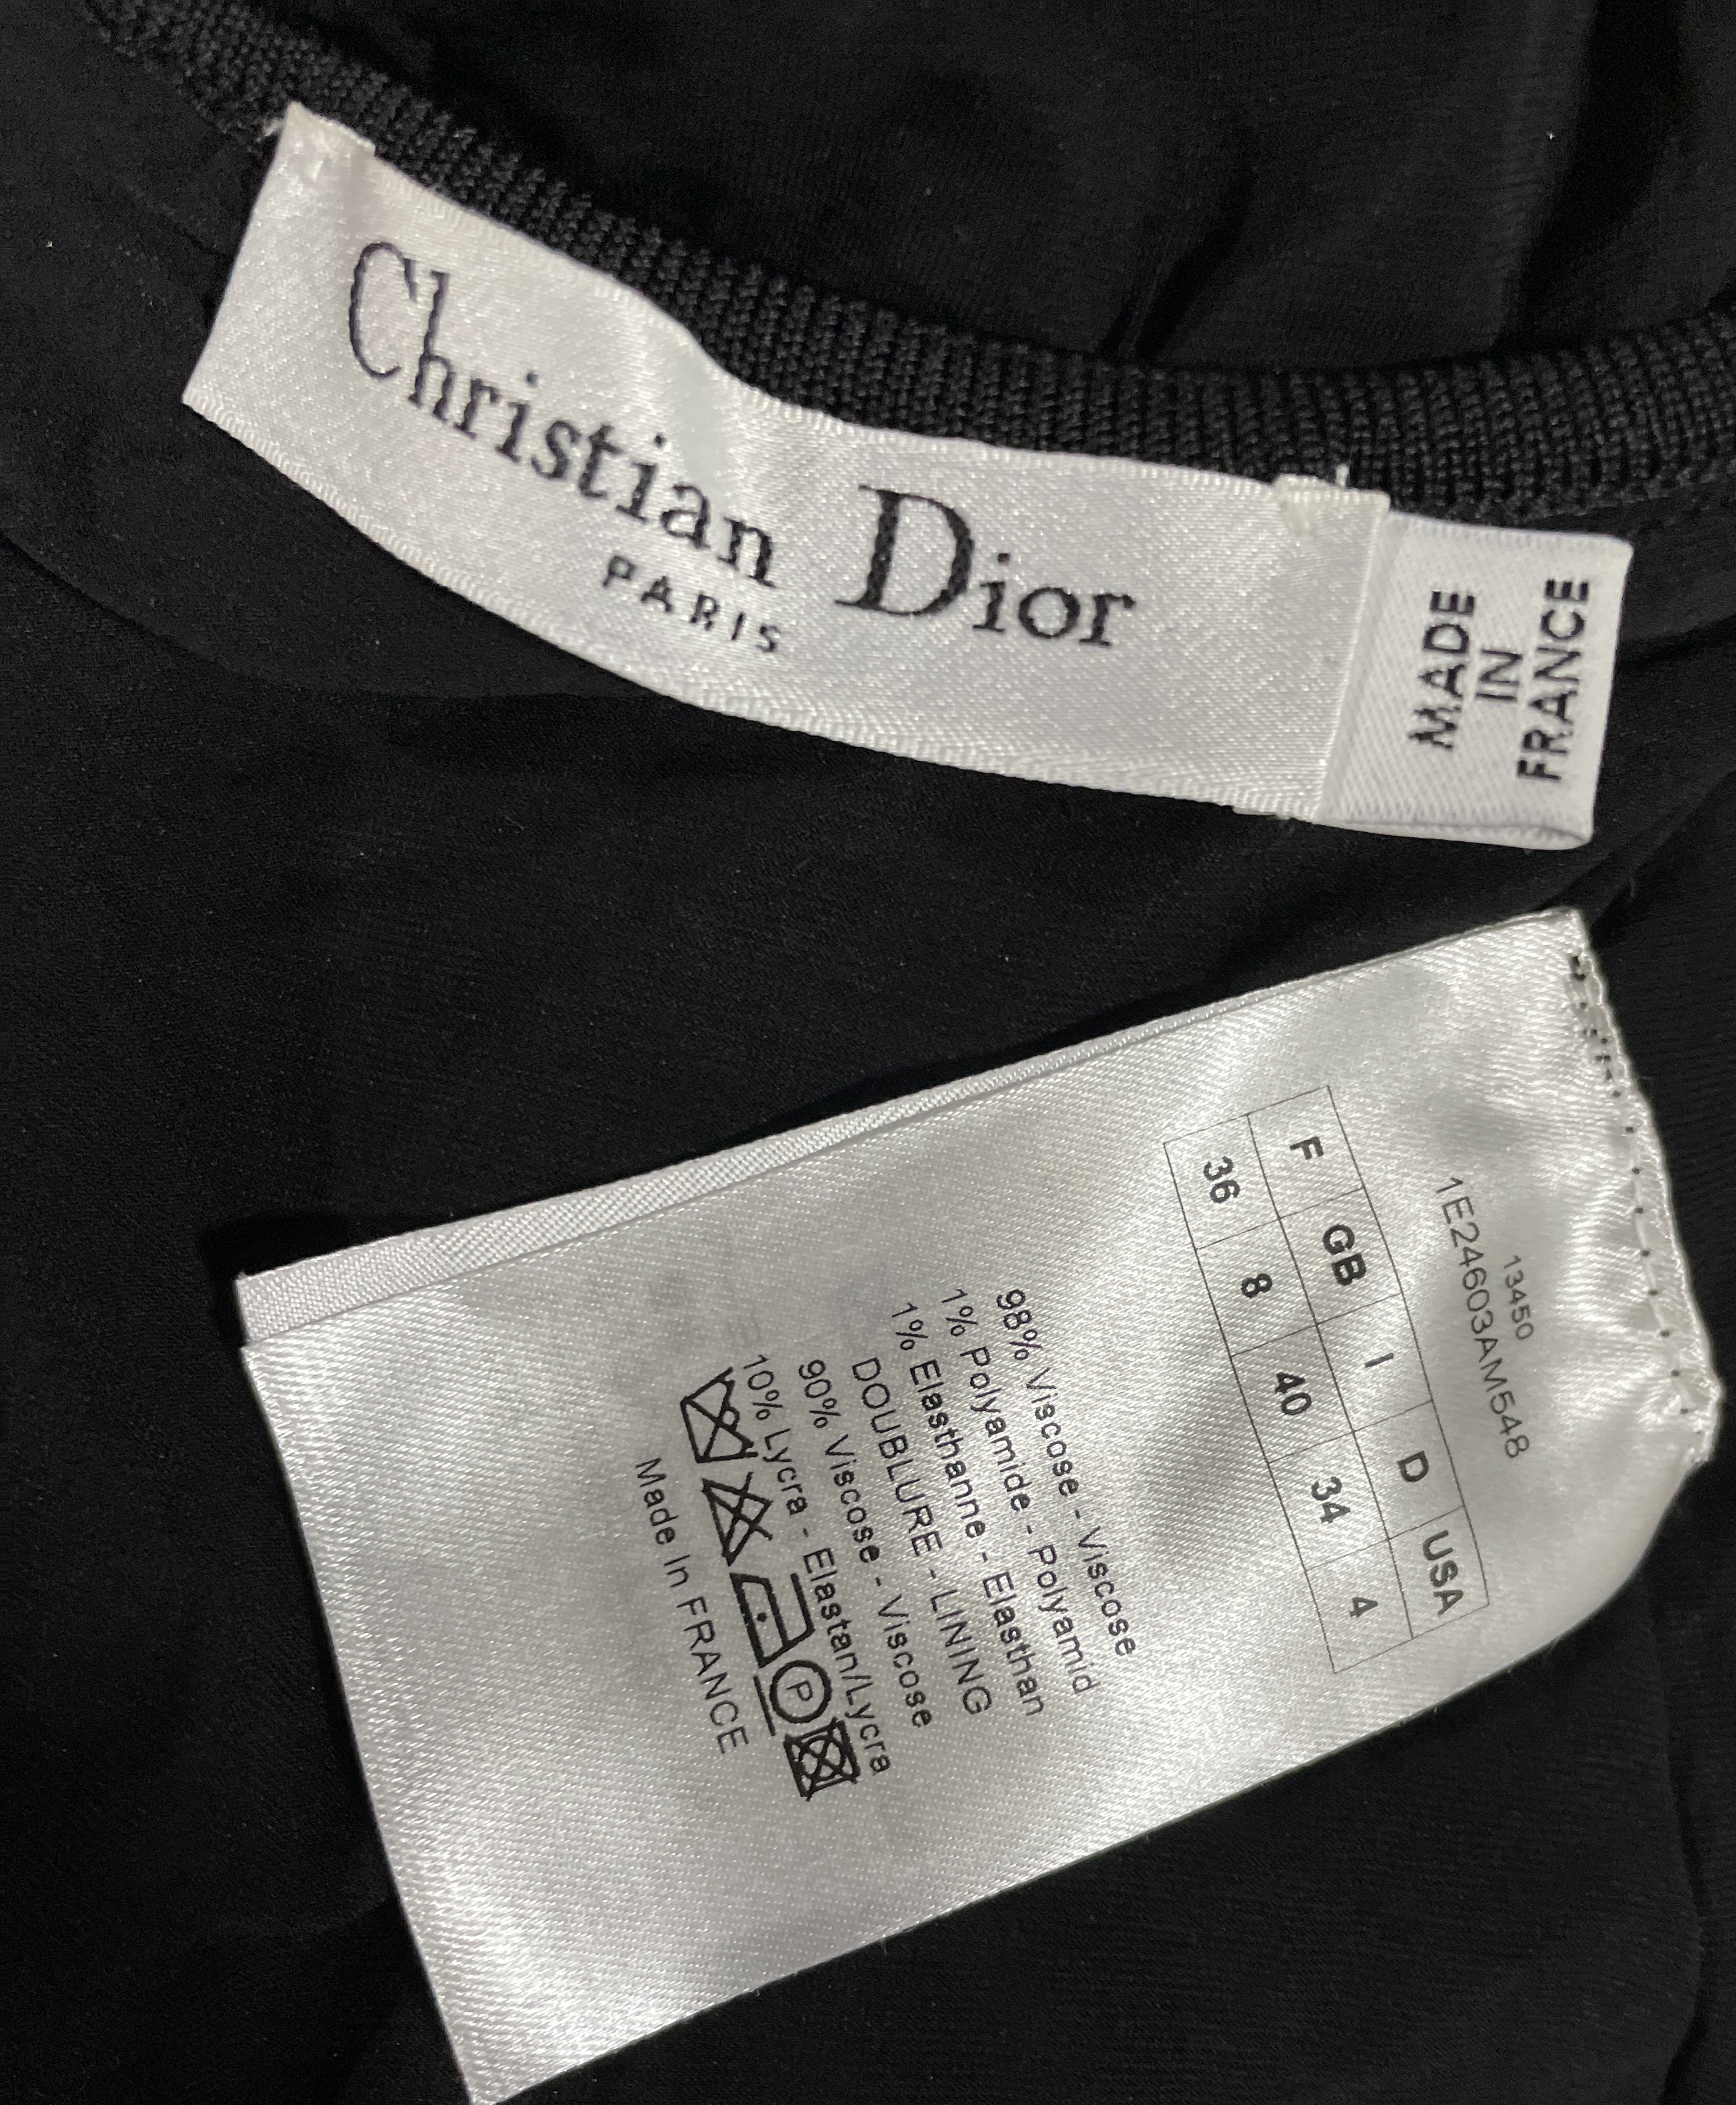 Christian Dior
PARIS
MADE
IN
FRANCE
13450
1E24603AM548
F GB I D USA
36 8 40 34 4
98% Viscose - Viscose
1% Polyamide - Polyamid
1% Elasthanne - Elasthan
DOUBLURE - LINING
90% Viscose - Viscose
10% Lycra - Elastan/Lycra
P
Made In FRANCE